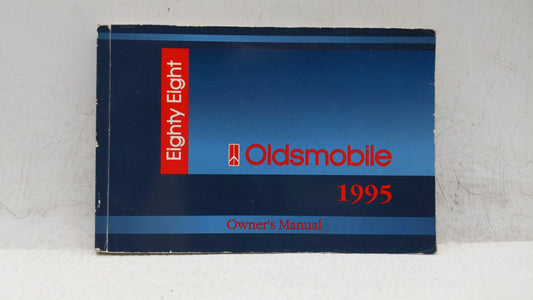 Eighty Eight
Oldsmobile
1995
Owner's Manual